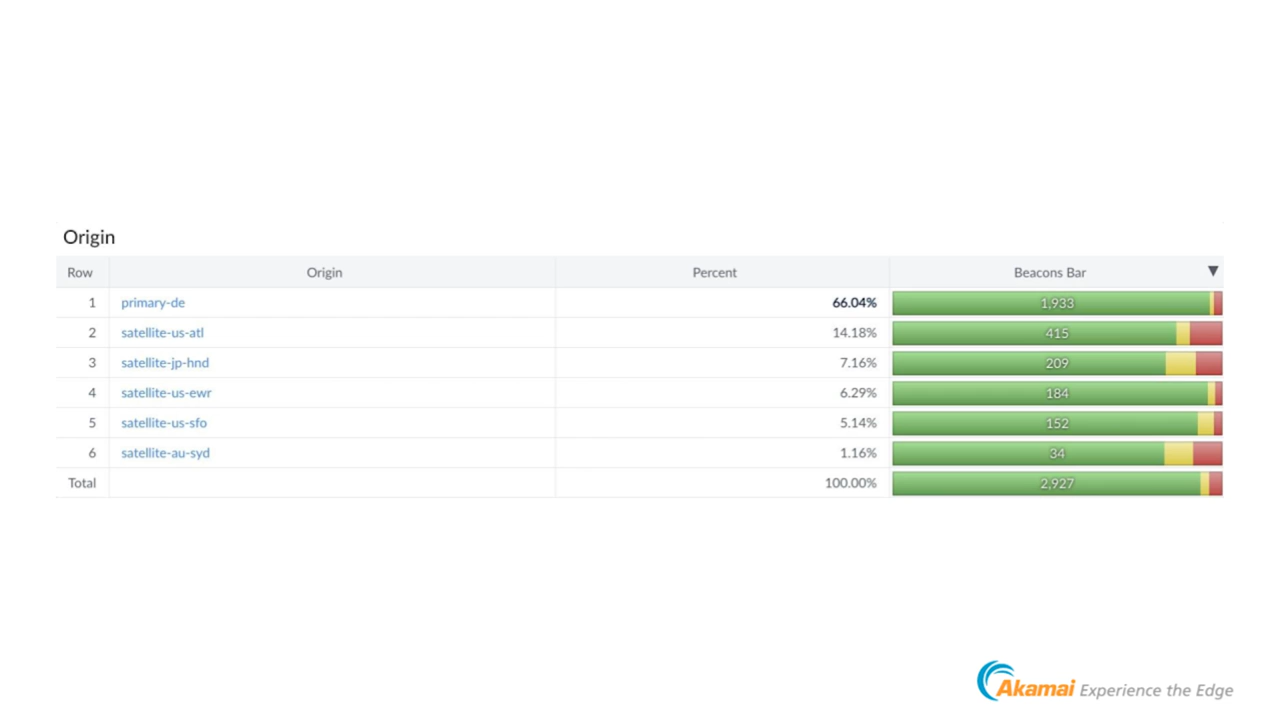 Origin
Row Origin Percent Beacons Bar ▼
1 primary-de 66.04% 1,933
2 satellite-us-atl 14.18% 415
3 satellite-jp-hnd 7.16% 209
4 satellite-us-ewr 6.29% 184
5 satellite-us-sfo 5.14% 152
6 satellite-au-syd 1.16% 34
Total 100.00% 2,927
Akamai Experience the Edge